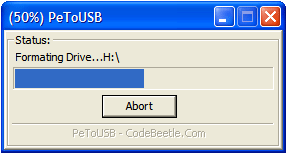 (50%) PeToUSB
Status:
Formating Drive...H:\
Abort
PeToUSB - CodeBeetle.Com